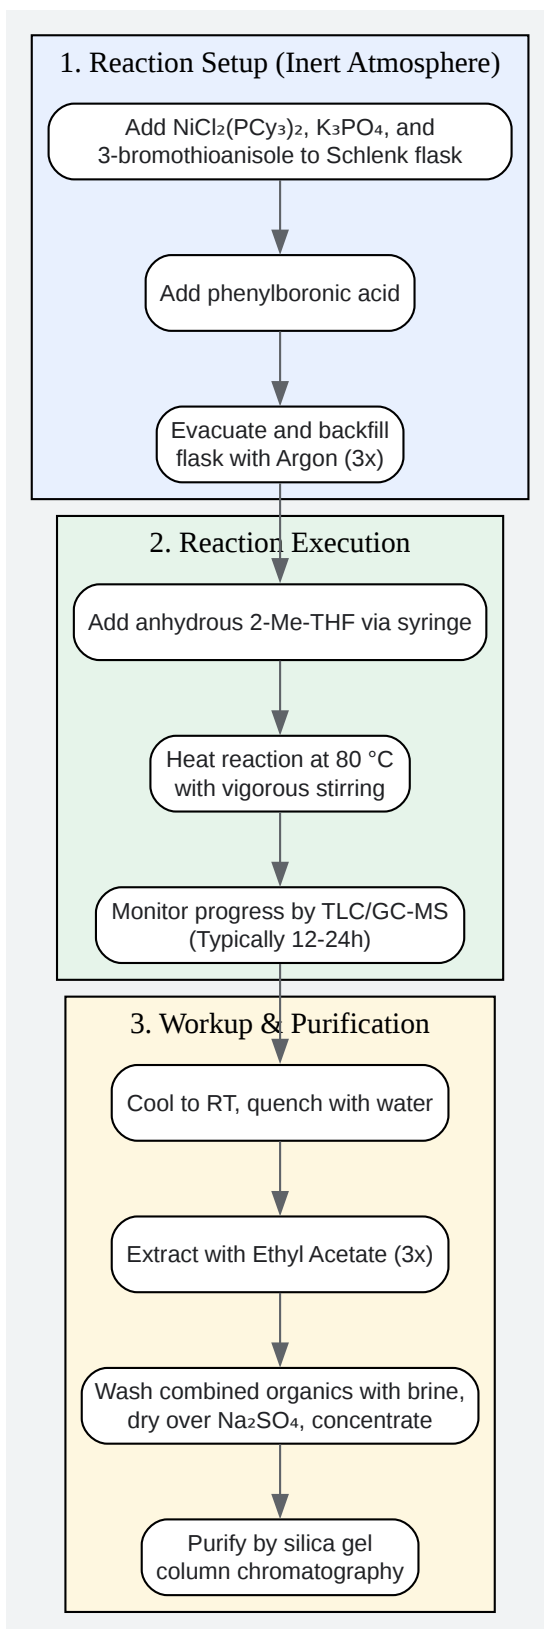 1. Reaction Setup (Inert Atmosphere)
Add NiCl₂(PCy₃)₂, K₃PO₄, and
3-bromothioanisole to Schlenk flask
Add phenylboronic acid
Evacuate and backfill
flask with Argon (3x)
2. Reaction Execution
Add anhydrous 2-Me-THF via syringe
Heat reaction at 80 °C
with vigorous stirring
Monitor progress by TLC/GC-MS
(Typically 12-24h)
3. Workup & Purification
Cool to RT, quench with water
Extract with Ethyl Acetate (3x)
Wash combined organics with brine,
dry over Na₂SO₄, concentrate
Purify by silica gel
column chromatography